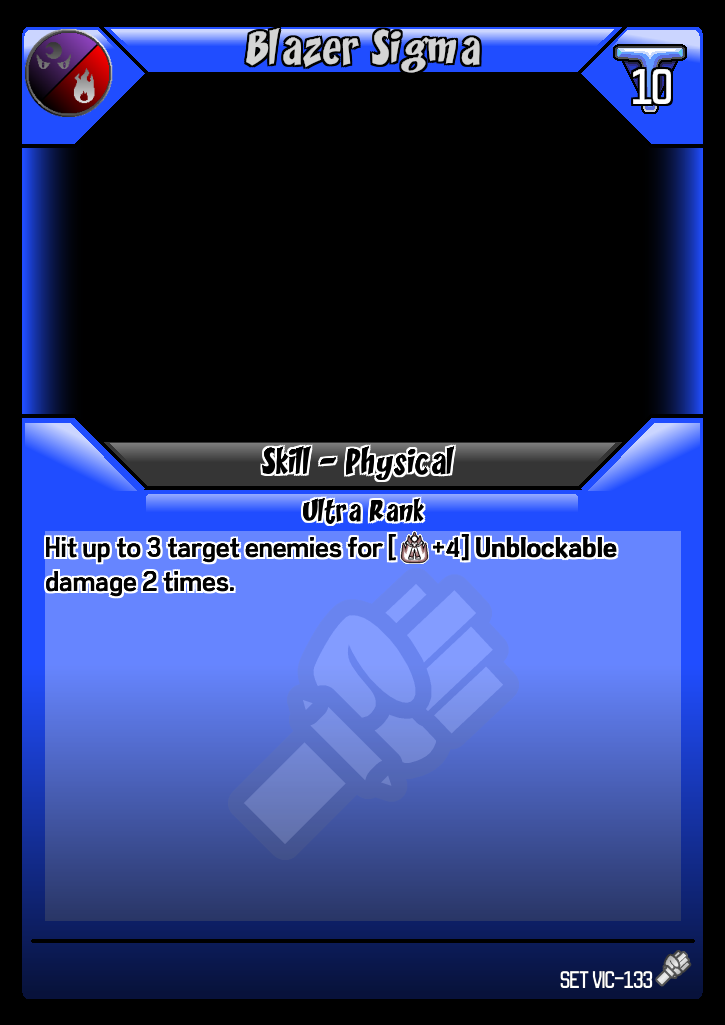 Blazer Sigma
10
Skill - Physical
Ultra Rank
Hit up to 3 target enemies for [ +4] Unblockable
damage 2 times.
SET VIC-133